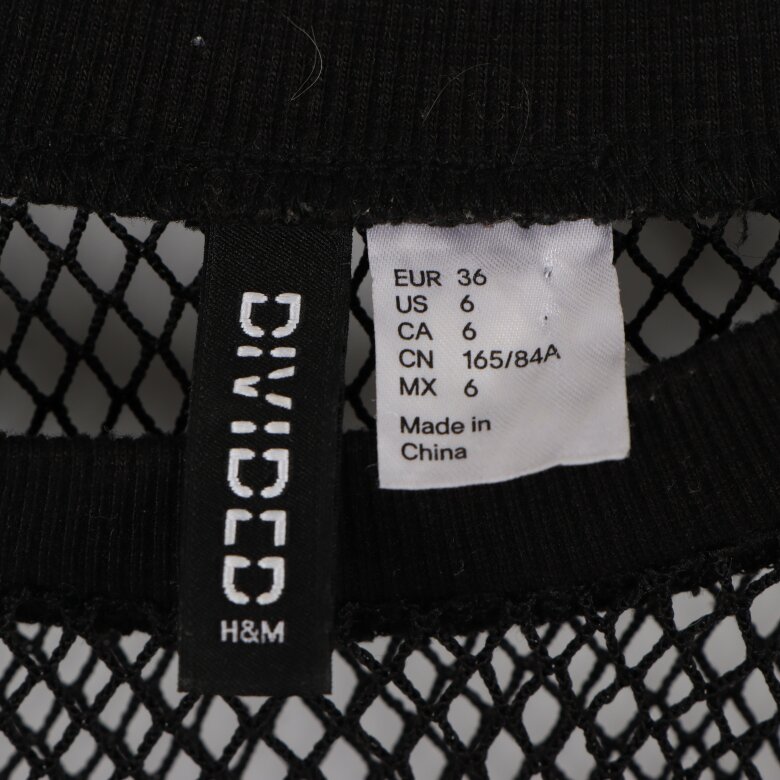 DIVIDED
H&M
EUR 36
US 6
CA 6
CN 165/84A
MX 6
Made in
China